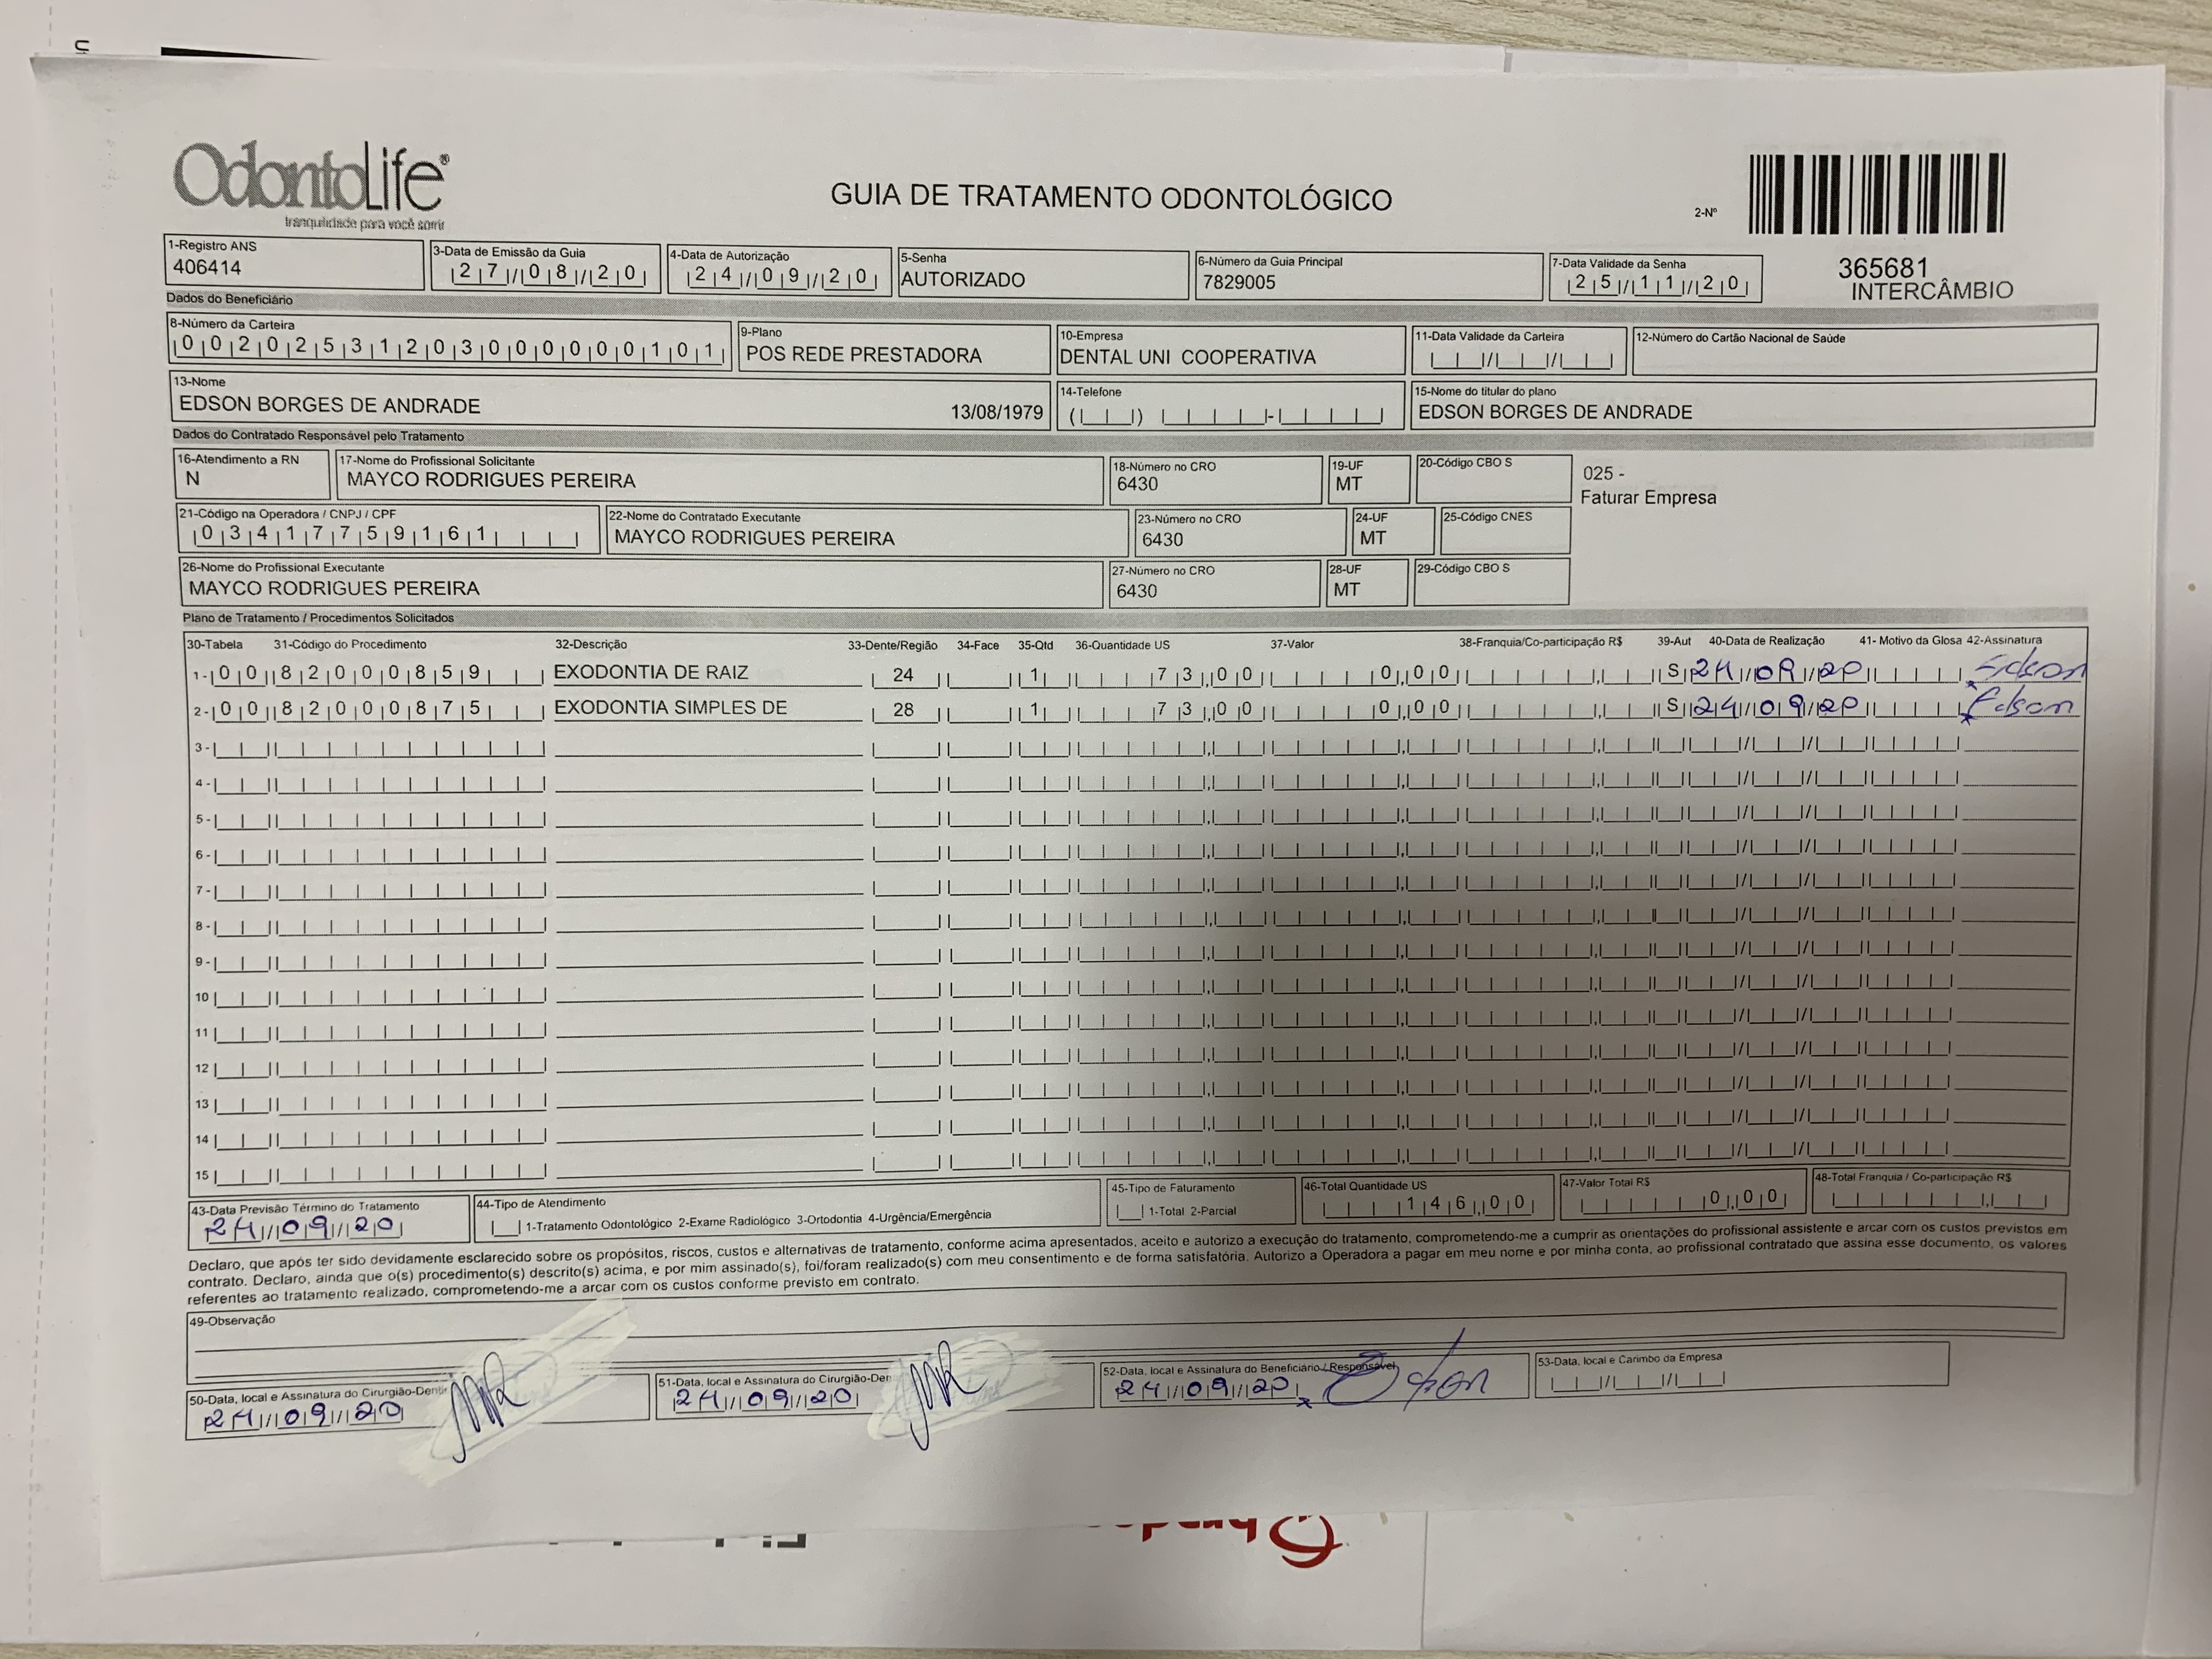 OdontoLife®
tranquilidade para você sorrir
GUIA DE TRATAMENTO ODONTOLÓGICO
2-Nº
365681
INTERCÂMBIO
1-Registro ANS
406414
3-Data de Emissão da Guia
27/08/20
4-Data de Autorização
24/09/20
5-Senha
AUTORIZADO
6-Número da Guia Principal
7829005
7-Data Validade da Senha
25/11/20
Dados do Beneficiário
8-Número da Carteira
002025312030000000101
9-Plano
POS REDE PRESTADORA
10-Empresa
DENTAL UNI COOPERATIVA
11-Data Validade da Carteira
12-Número do Cartão Nacional de Saúde
13-Nome
EDSON BORGES DE ANDRADE 13/08/1979
14-Telefone
15-Nome do titular do plano
EDSON BORGES DE ANDRADE
Dados do Contratado Responsável pelo Tratamento
16-Atendimento a RN
N
17-Nome do Profissional Solicitante
MAYCO RODRIGUES PEREIRA
18-Número no CRO
6430
19-UF
MT
20-Código CBO S
025 -
Faturar Empresa
21-Código na Operadora / CNPJ / CPF
03417759161
22-Nome do Contratado Executante
MAYCO RODRIGUES PEREIRA
23-Número no CRO
6430
24-UF
MT
25-Código CNES
26-Nome do Profissional Executante
MAYCO RODRIGUES PEREIRA
27-Número no CRO
6430
28-UF
MT
29-Código CBO S
Plano de Tratamento / Procedimentos Solicitados
30-Tabela 31-Código do Procedimento 32-Descrição 33-Dente/Região 34-Face 35-Qtd 36-Quantidade US 37-Valor 38-Franquia/Co-participação R$ 39-Aut 40-Data de Realização 41- Motivo da Glosa 42-Assinatura
1- 00 82000859 EXODONTIA DE RAIZ 24 1 73,00 0,00 S 24/09/20 Edson
2- 00 82000875 EXODONTIA SIMPLES DE 28 1 73,00 0,00 S 24/09/20 Edson
3-
4-
5-
6-
7-
8-
9-
10
11
12
13
14
15
43-Data Previsão Término do Tratamento
24/09/20
44-Tipo de Atendimento
1-Tratamento Odontológico 2-Exame Radiológico 3-Ortodontia 4-Urgência/Emergência
45-Tipo de Faturamento
1-Total 2-Parcial
46-Total Quantidade US
146,00
47-Valor Total R$
0,00
48-Total Franquia / Co-participação R$
Declaro, que após ter sido devidamente esclarecido sobre os propósitos, riscos, custos e alternativas de tratamento, conforme acima apresentados, aceito e autorizo a execução do tratamento, comprometendo-me a cumprir as orientações do profissional assistente e arcar com os custos previstos em
contrato. Declaro, ainda que o(s) procedimento(s) descrito(s) acima, e por mim assinado(s), foi/foram realizado(s) com meu consentimento e de forma satisfatória. Autorizo a Operadora a pagar em meu nome e por minha conta, ao profissional contratado que assina esse documento, os valores
referentes ao tratamento realizado, comprometendo-me a arcar com os custos conforme previsto em contrato.
49-Observação
50-Data, local e Assinatura do Cirurgião-Denti
24/09/20
51-Data, local e Assinatura do Cirurgião-Den
24/09/20
52-Data, local e Assinatura do Beneficiário / Responsável
24/09/20 Edson
53-Data, local e Carimbo da Empresa